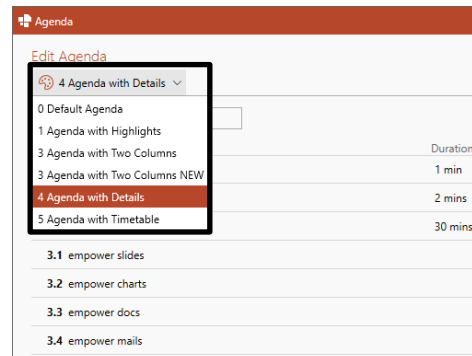 Agenda
Edit Agenda
4 Agenda with Details
0 Default Agenda
1 Agenda with Highlights
3 Agenda with Two Columns
Duration
3 Agenda with Two Columns NEW
1 min
4 Agenda with Details
2 mins
5 Agenda with Timetable
30 mins
3.1 empower slides
3.2 empower charts
3.3 empower docs
3.4 empower mails